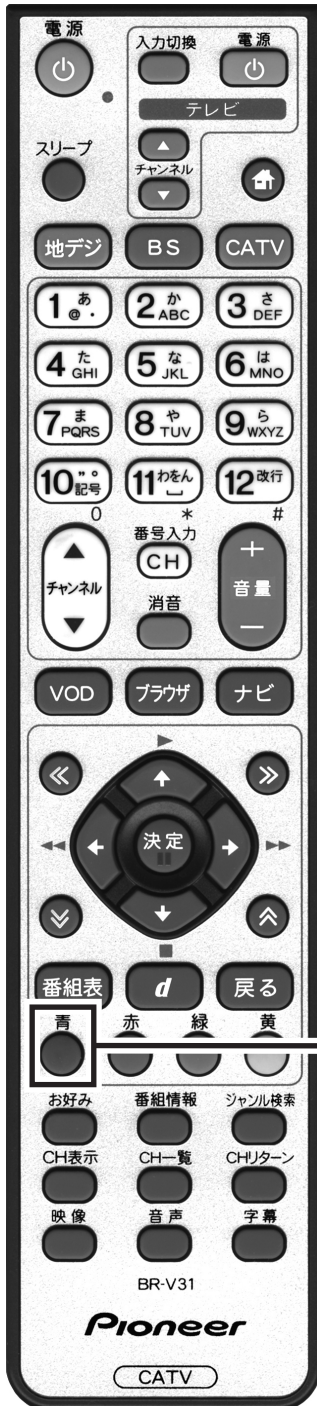 電源
入力切換 電源
テレビ
スリープ
チャンネル
地デジ BS CATV
1 あ @. 2 か ABC 3 さ DEF
4 た GHI 5 な JKL 6 は MNO
7 ま PQRS 8 や TUV 9 ら WXYZ
10 ゛゜ 記号 11 わをん 12 改行
0 * #
番号入力
CH
チャンネル
音量
消音
VOD ブラウザ ナビ
決定
番組表 d 戻る
青 赤 緑 黄
お好み 番組情報 ジャンル検索
CH表示 CH一覧 CHリターン
映像 音声 字幕
BR-V31
Pioneer
CATV